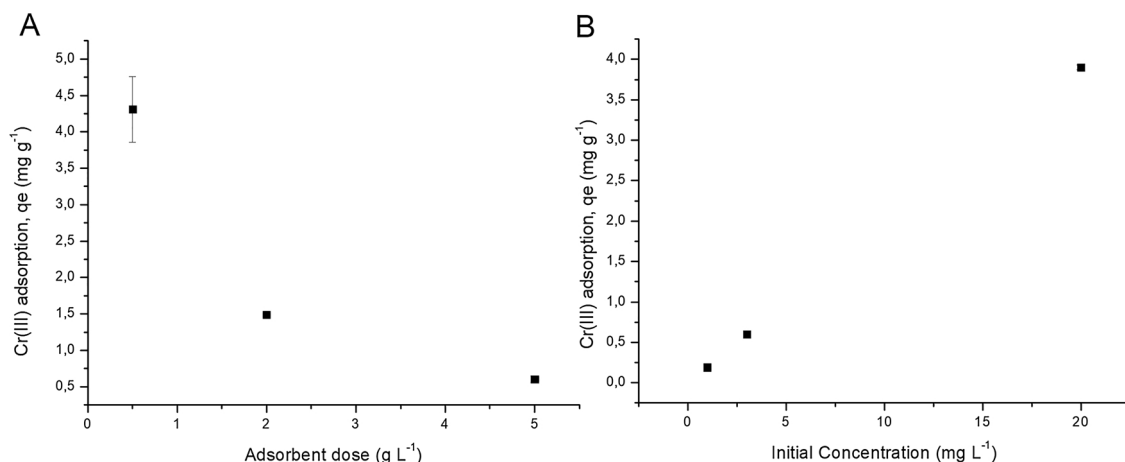 A
Cr(III) adsorption, qe (mg g⁻¹)
5,0
4,5
4,0
3,5
3,0
2,5
2,0
1,5
1,0
0,5
0 1 2 3 4 5
Adsorbent dose (g L⁻¹)
B
Cr(III) adsorption, qe (mg g⁻¹)
4,0
3,5
3,0
2,5
2,0
1,5
1,0
0,5
0,0
0 5 10 15 20
Initial Concentration (mg L⁻¹)